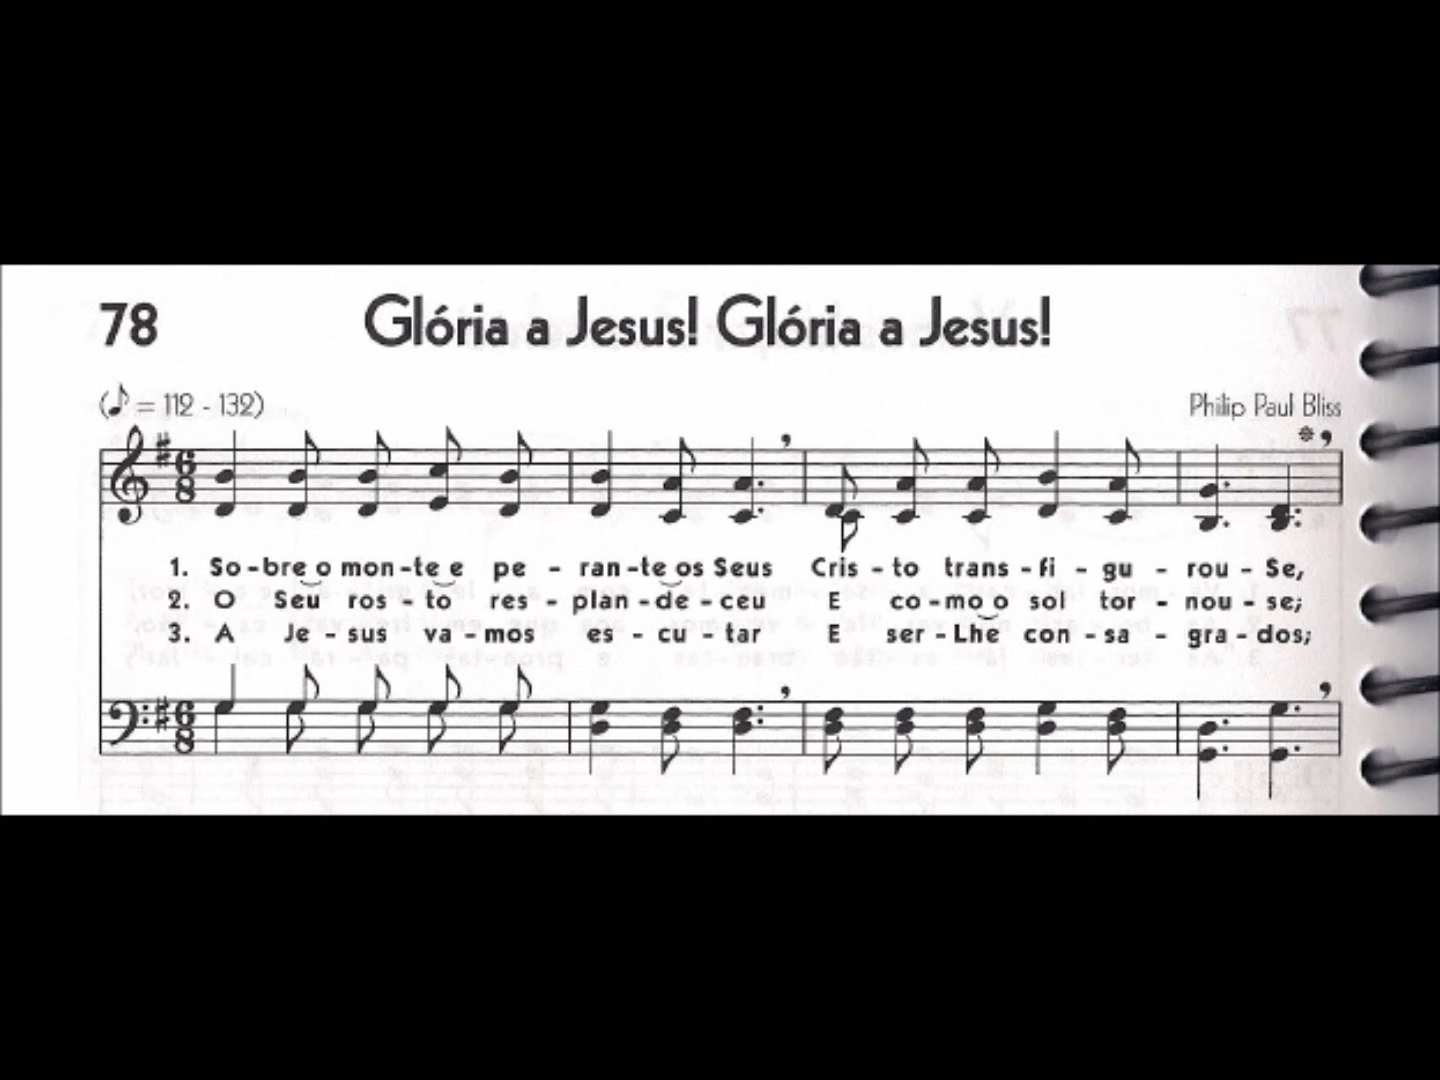 78 Glória a Jesus! Glória a Jesus!
(♪ = 112 - 132) Phillip Paul Bliss
1. So-bre o mon-te e pe - ran-te os Seus Cris - to trans - fi - gu - rou - Se,
2. O Seu ros - to res - plan - de - ceu E co - mo o sol tor - nou - se;
3. A Je - sus va - mos es - cu - tar E ser - Lhe con - sa - gra - dos;